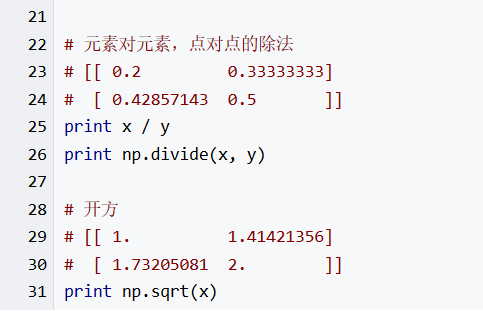 21
22 # 元素对元素，点对点的除法
23 # [[ 0.2         0.33333333]
24 #  [ 0.42857143  0.5       ]]
25 print x / y
26 print np.divide(x, y)
27
28 # 开方
29 # [[ 1.          1.41421356]
30 #  [ 1.73205081  2.        ]]
31 print np.sqrt(x)